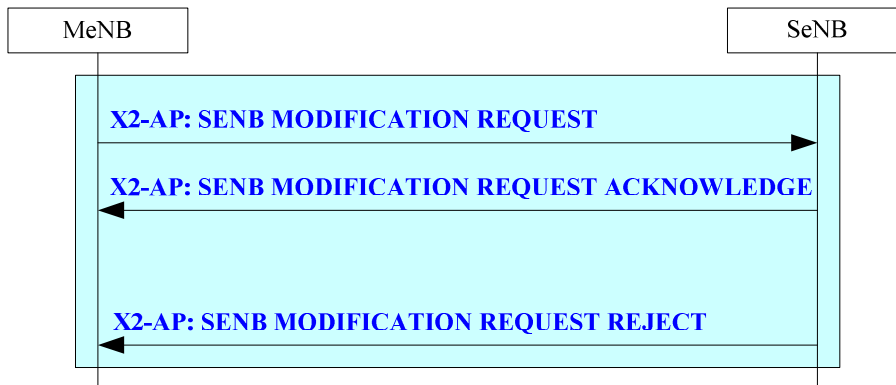 MeNB
SeNB
X2-AP: SENB MODIFICATION REQUEST
X2-AP: SENB MODIFICATION REQUEST ACKNOWLEDGE
X2-AP: SENB MODIFICATION REQUEST REJECT